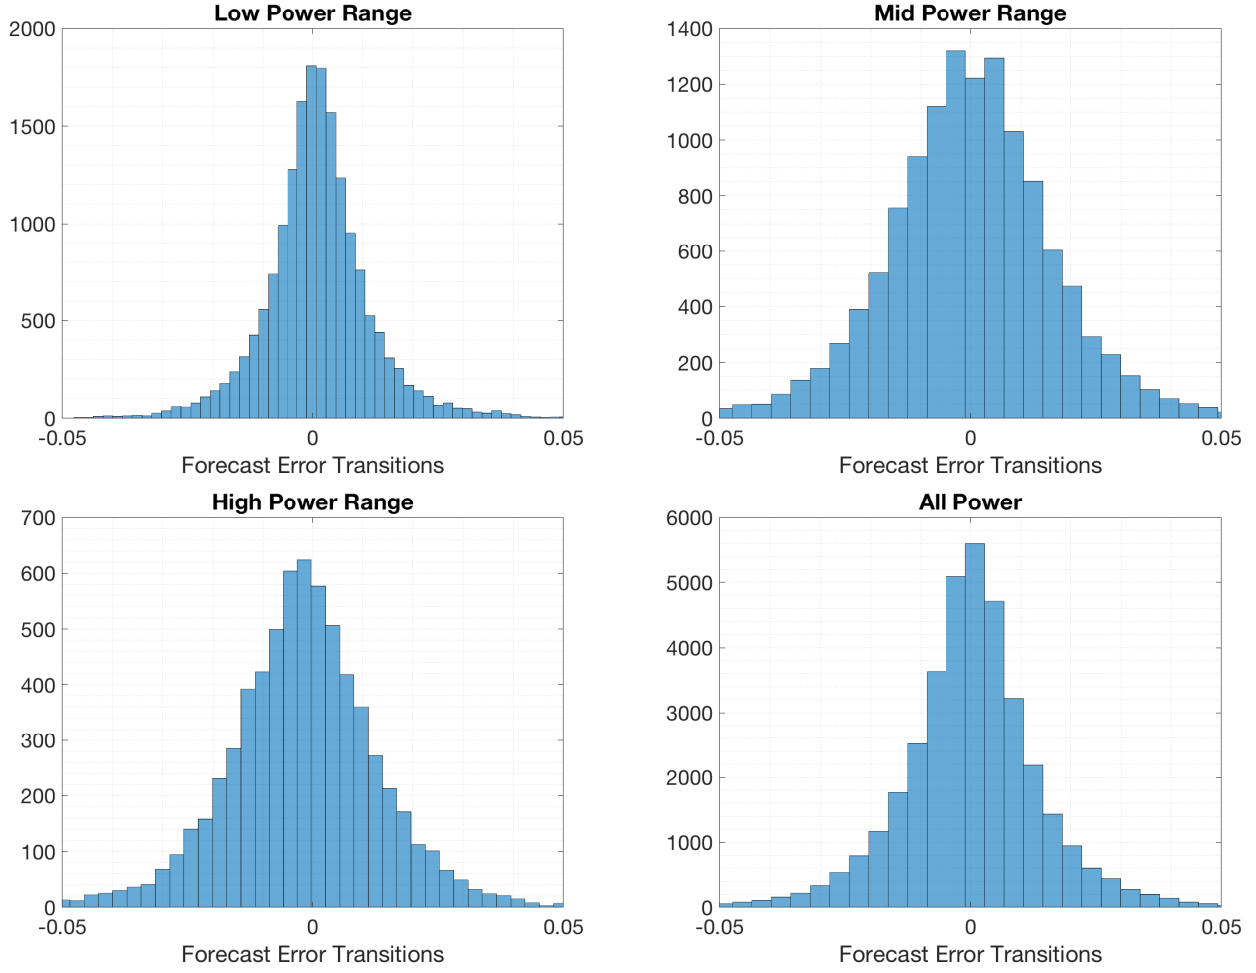 Low Power Range
2000
1500
1000
500
0
-0.05 0 0.05
Forecast Error Transitions
Mid Power Range
1400
1200
1000
800
600
400
200
0
-0.05 0 0.05
Forecast Error Transitions
High Power Range
700
600
500
400
300
200
100
0
-0.05 0 0.05
Forecast Error Transitions
All Power
6000
5000
4000
3000
2000
1000
0
-0.05 0 0.05
Forecast Error Transitions